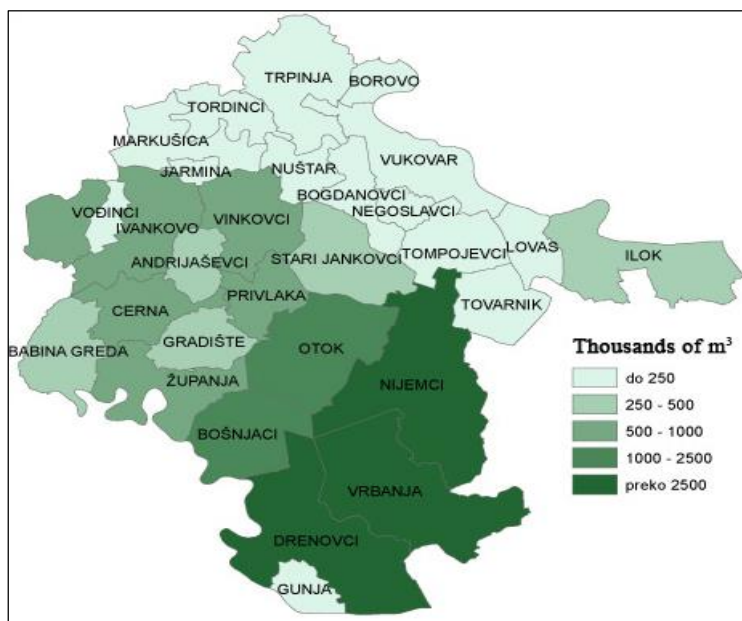 TRPINJA
BOROVO
TORDINCI
MARKUŠICA
VUKOVAR
NUŠTAR
JARMINA
BOGDANOVCI
NEGOSLAVCI
VOĐINCI
VINKOVCI
IVANKOVO
LOVAS
TOMPOJEVCI
ILOK
STARI JANKOVCI
ANDRIJAŠEVCI
PRIVLAKA
TOVARNIK
CERNA
GRADIŠTE
OTOK
BABINA GREDA
ŽUPANJA
NIJEMCI
BOŠNJACI
VRBANJA
DRENOVCI
GUNJA
Thousands of m³
do 250
250 - 500
500 - 1000
1000 - 2500
preko 2500